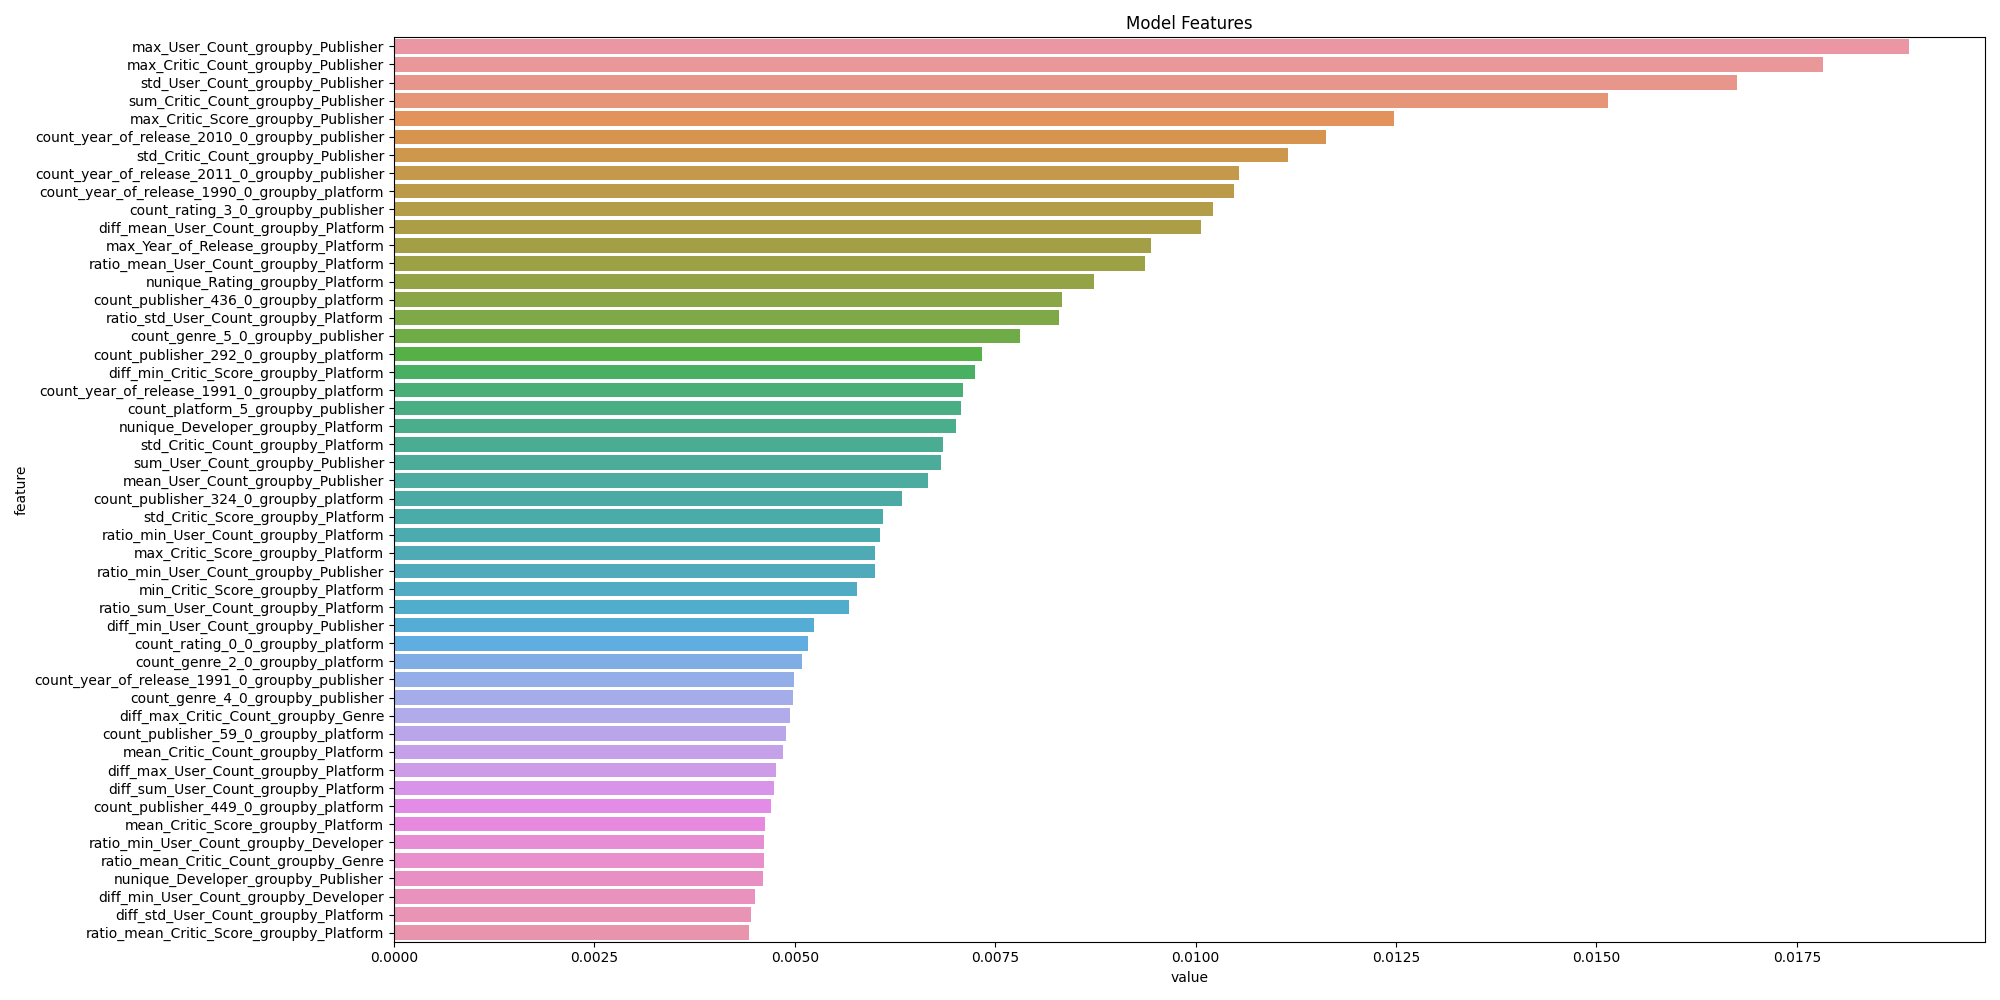 Model Features
max_User_Count_groupby_Publisher
max_Critic_Count_groupby_Publisher
std_User_Count_groupby_Publisher
sum_Critic_Count_groupby_Publisher
max_Critic_Score_groupby_Publisher
count_year_of_release_2010_0_groupby_publisher
std_Critic_Count_groupby_Publisher
count_year_of_release_2011_0_groupby_publisher
count_year_of_release_1990_0_groupby_platform
count_rating_3_0_groupby_publisher
diff_mean_User_Count_groupby_Platform
max_Year_of_Release_groupby_Platform
ratio_mean_User_Count_groupby_Platform
nunique_Rating_groupby_Platform
count_publisher_436_0_groupby_platform
ratio_std_User_Count_groupby_Platform
count_genre_5_0_groupby_publisher
count_publisher_292_0_groupby_platform
diff_min_Critic_Score_groupby_Platform
count_year_of_release_1991_0_groupby_platform
count_platform_5_groupby_publisher
nunique_Developer_groupby_Platform
std_Critic_Count_groupby_Platform
sum_User_Count_groupby_Publisher
mean_User_Count_groupby_Publisher
count_publisher_324_0_groupby_platform
std_Critic_Score_groupby_Platform
ratio_min_User_Count_groupby_Platform
max_Critic_Score_groupby_Platform
ratio_min_User_Count_groupby_Publisher
min_Critic_Score_groupby_Platform
ratio_sum_User_Count_groupby_Platform
diff_min_User_Count_groupby_Publisher
count_rating_0_0_groupby_platform
count_genre_2_0_groupby_platform
count_year_of_release_1991_0_groupby_publisher
count_genre_4_0_groupby_publisher
diff_max_Critic_Count_groupby_Genre
count_publisher_59_0_groupby_platform
mean_Critic_Count_groupby_Platform
diff_max_User_Count_groupby_Platform
diff_sum_User_Count_groupby_Platform
count_publisher_449_0_groupby_platform
mean_Critic_Score_groupby_Platform
ratio_min_User_Count_groupby_Developer
ratio_mean_Critic_Count_groupby_Genre
nunique_Developer_groupby_Publisher
diff_min_User_Count_groupby_Developer
diff_std_User_Count_groupby_Platform
ratio_mean_Critic_Score_groupby_Platform
feature
0.0000 0.0025 0.0050 0.0075 0.0100 0.0125 0.0150 0.0175
value